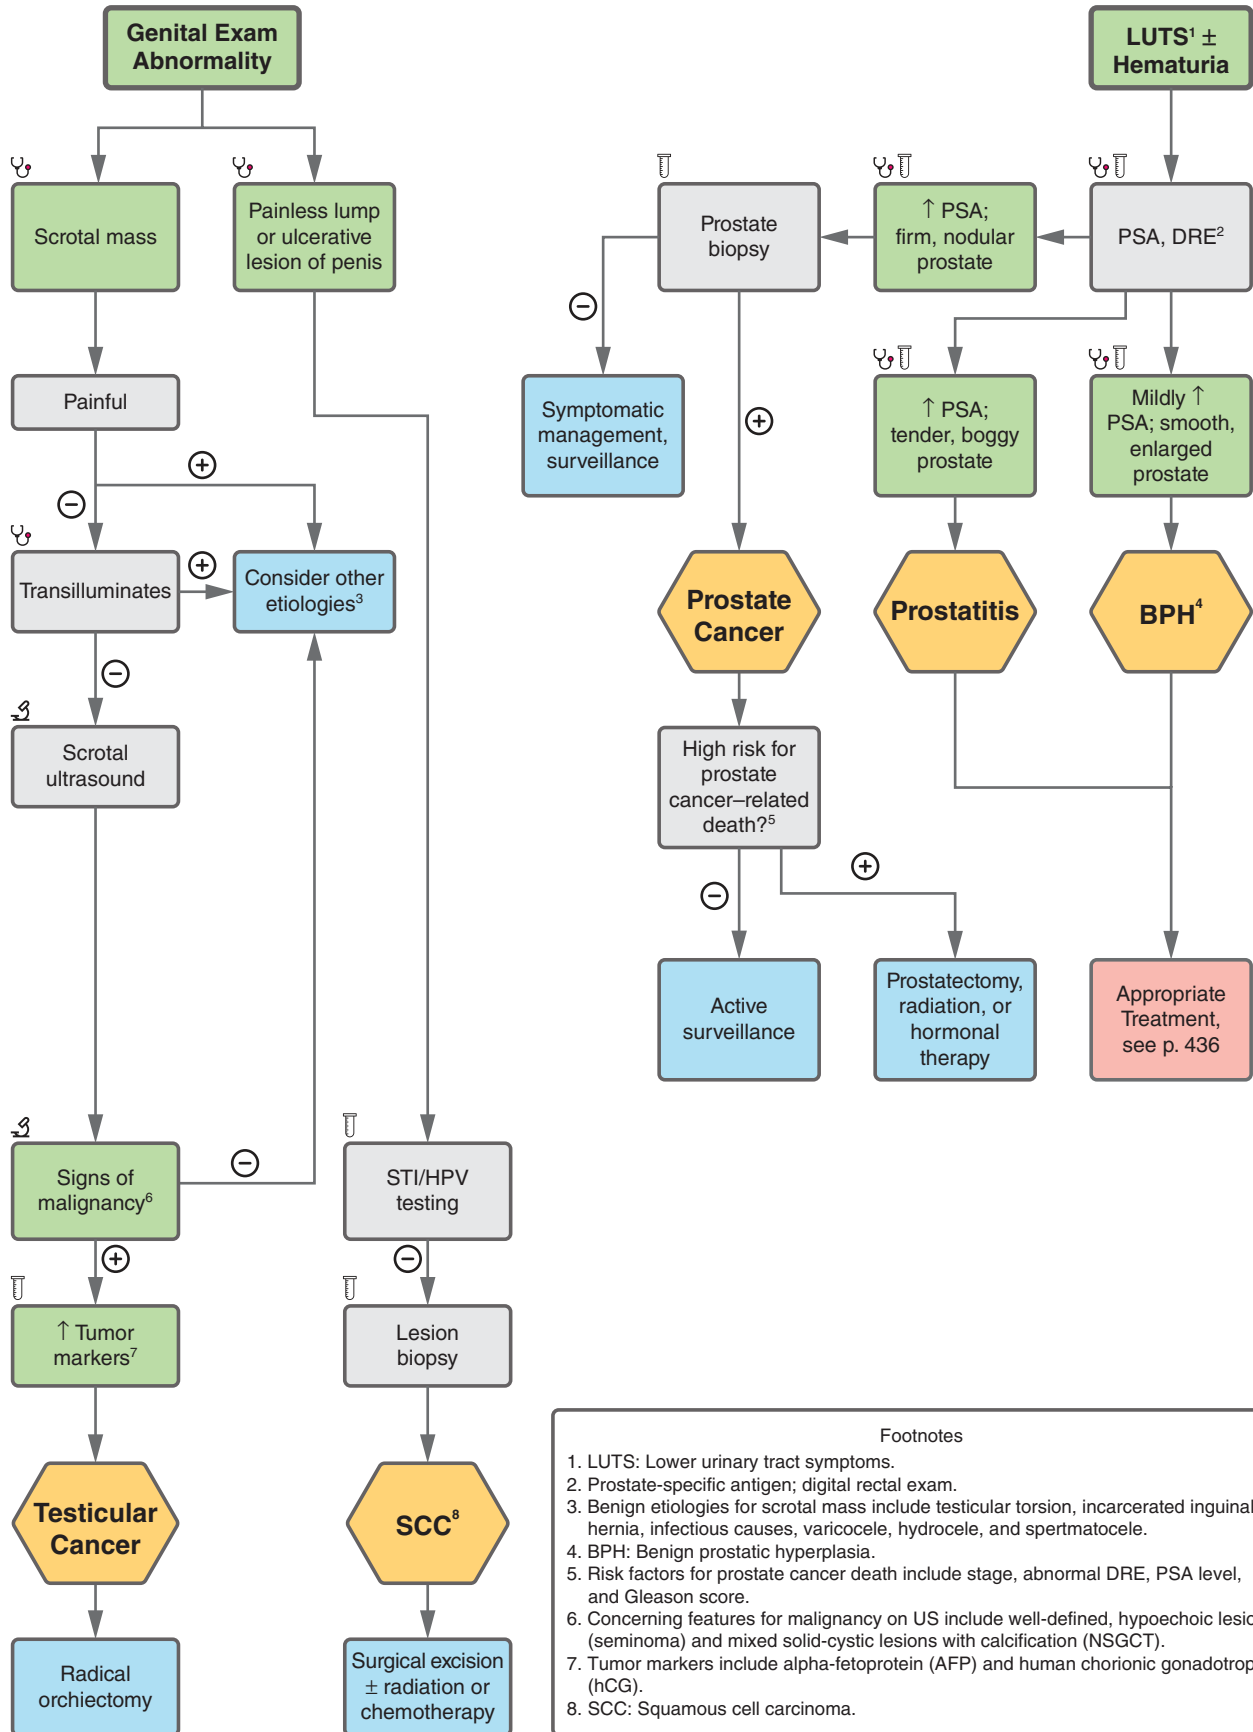 Genital Exam
Abnormality
LUTS¹ ±
Hematuria
Scrotal mass
Painless lump
or ulcerative
lesion of penis
Prostate
biopsy
↑ PSA;
firm, nodular
prostate
PSA, DRE²
−
Painful
Symptomatic
management,
surveillance
+
↑ PSA;
tender, boggy
prostate
Mildly ↑
PSA; smooth,
enlarged
prostate
+
−
Transilluminates
+
Consider other
etiologies³
Prostate
Cancer
Prostatitis
BPH⁴
−
Scrotal
ultrasound
High risk for
prostate
cancer–related
death?⁵
−
+
Active
surveillance
Prostatectomy,
radiation, or
hormonal
therapy
Appropriate
Treatment,
see p. 436
Signs of
malignancy⁶
−
STI/HPV
testing
+
−
↑ Tumor
markers⁷
Lesion
biopsy
Testicular
Cancer
SCC⁸
Radical
orchiectomy
Surgical excision
± radiation or
chemotherapy
Footnotes
1. LUTS: Lower urinary tract symptoms.
2. Prostate-specific antigen; digital rectal exam.
3. Benign etiologies for scrotal mass include testicular torsion, incarcerated inguinal
hernia, infectious causes, varicocele, hydrocele, and spertmatocele.
4. BPH: Benign prostatic hyperplasia.
5. Risk factors for prostate cancer death include stage, abnormal DRE, PSA level,
and Gleason score.
6. Concerning features for malignancy on US include well-defined, hypoechoic
(seminoma) and mixed solid-cystic lesions with calcification (NSGCT).
7. Tumor markers include alpha-fetoprotein (AFP) and human chorionic
(hCG).
8. SCC: Squamous cell carcinoma.